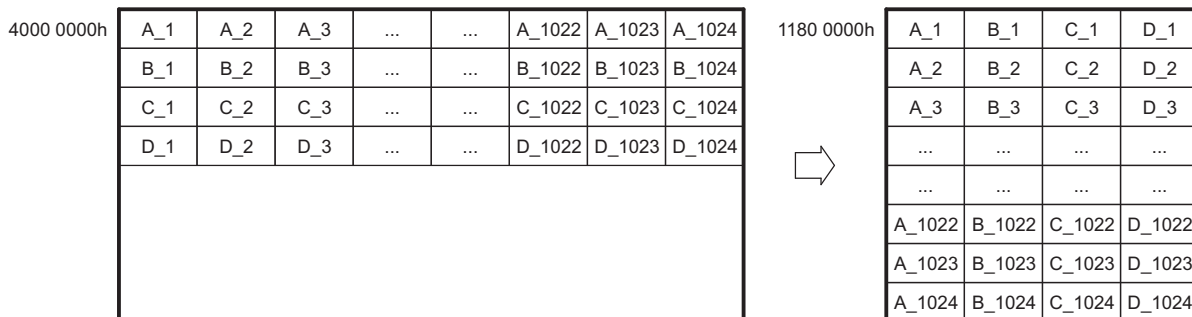 4000 0000h A_1 A_2 A_3 ... ... A_1022 A_1023 A_1024
B_1 B_2 B_3 ... ... B_1022 B_1023 B_1024
C_1 C_2 C_3 ... ... C_1022 C_1023 C_1024
D_1 D_2 D_3 ... ... D_1022 D_1023 D_1024
1180 0000h A_1 B_1 C_1 D_1
A_2 B_2 C_2 D_2
A_3 B_3 C_3 D_3
... ... ... ...
... ... ... ...
A_1022 B_1022 C_1022 D_1022
A_1023 B_1023 C_1023 D_1023
A_1024 B_1024 C_1024 D_1024